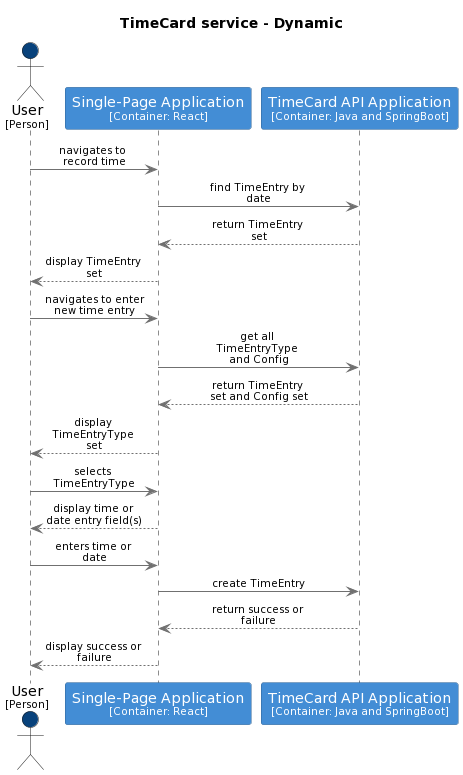 TimeCard service - Dynamic
User
[Person]
Single-Page Application
[Container: React]
TimeCard API Application
[Container: Java and SpringBoot]
navigates to
record time
find TimeEntry by
date
return TimeEntry
set
display TimeEntry
set
navigates to enter
new time entry
get all
TimeEntryType
and Config
return TimeEntry
set and Config set
display
TimeEntryType
set
selects
TimeEntryType
display time or
date entry field(s)
enters time or
date
create TimeEntry
return success or
failure
display success or
failure
User
[Person]
Single-Page Application
[Container: React]
TimeCard API Application
[Container: Java and SpringBoot]